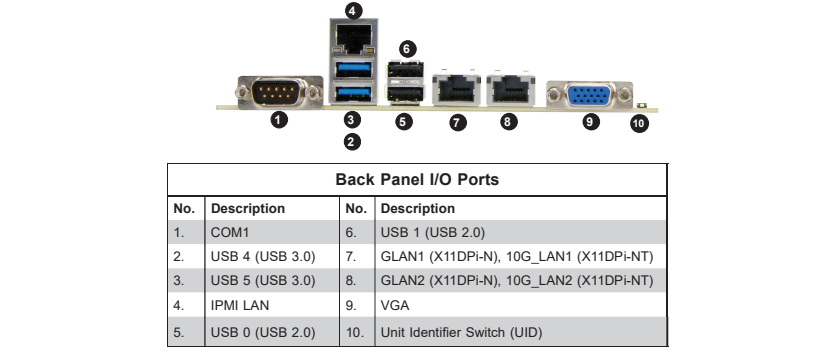 4
6
1
3
5
7
8
9
10
2
Back Panel I/O Ports
No. Description No. Description
1. COM1 6. USB 1 (USB 2.0)
2. USB 4 (USB 3.0) 7. GLAN1 (X11DPi-N), 10G_LAN1 (X11DPi-NT)
3. USB 5 (USB 3.0) 8. GLAN2 (X11DPi-N), 10G_LAN2 (X11DPi-NT)
4. IPMI LAN 9. VGA
5. USB 0 (USB 2.0) 10. Unit Identifier Switch (UID)